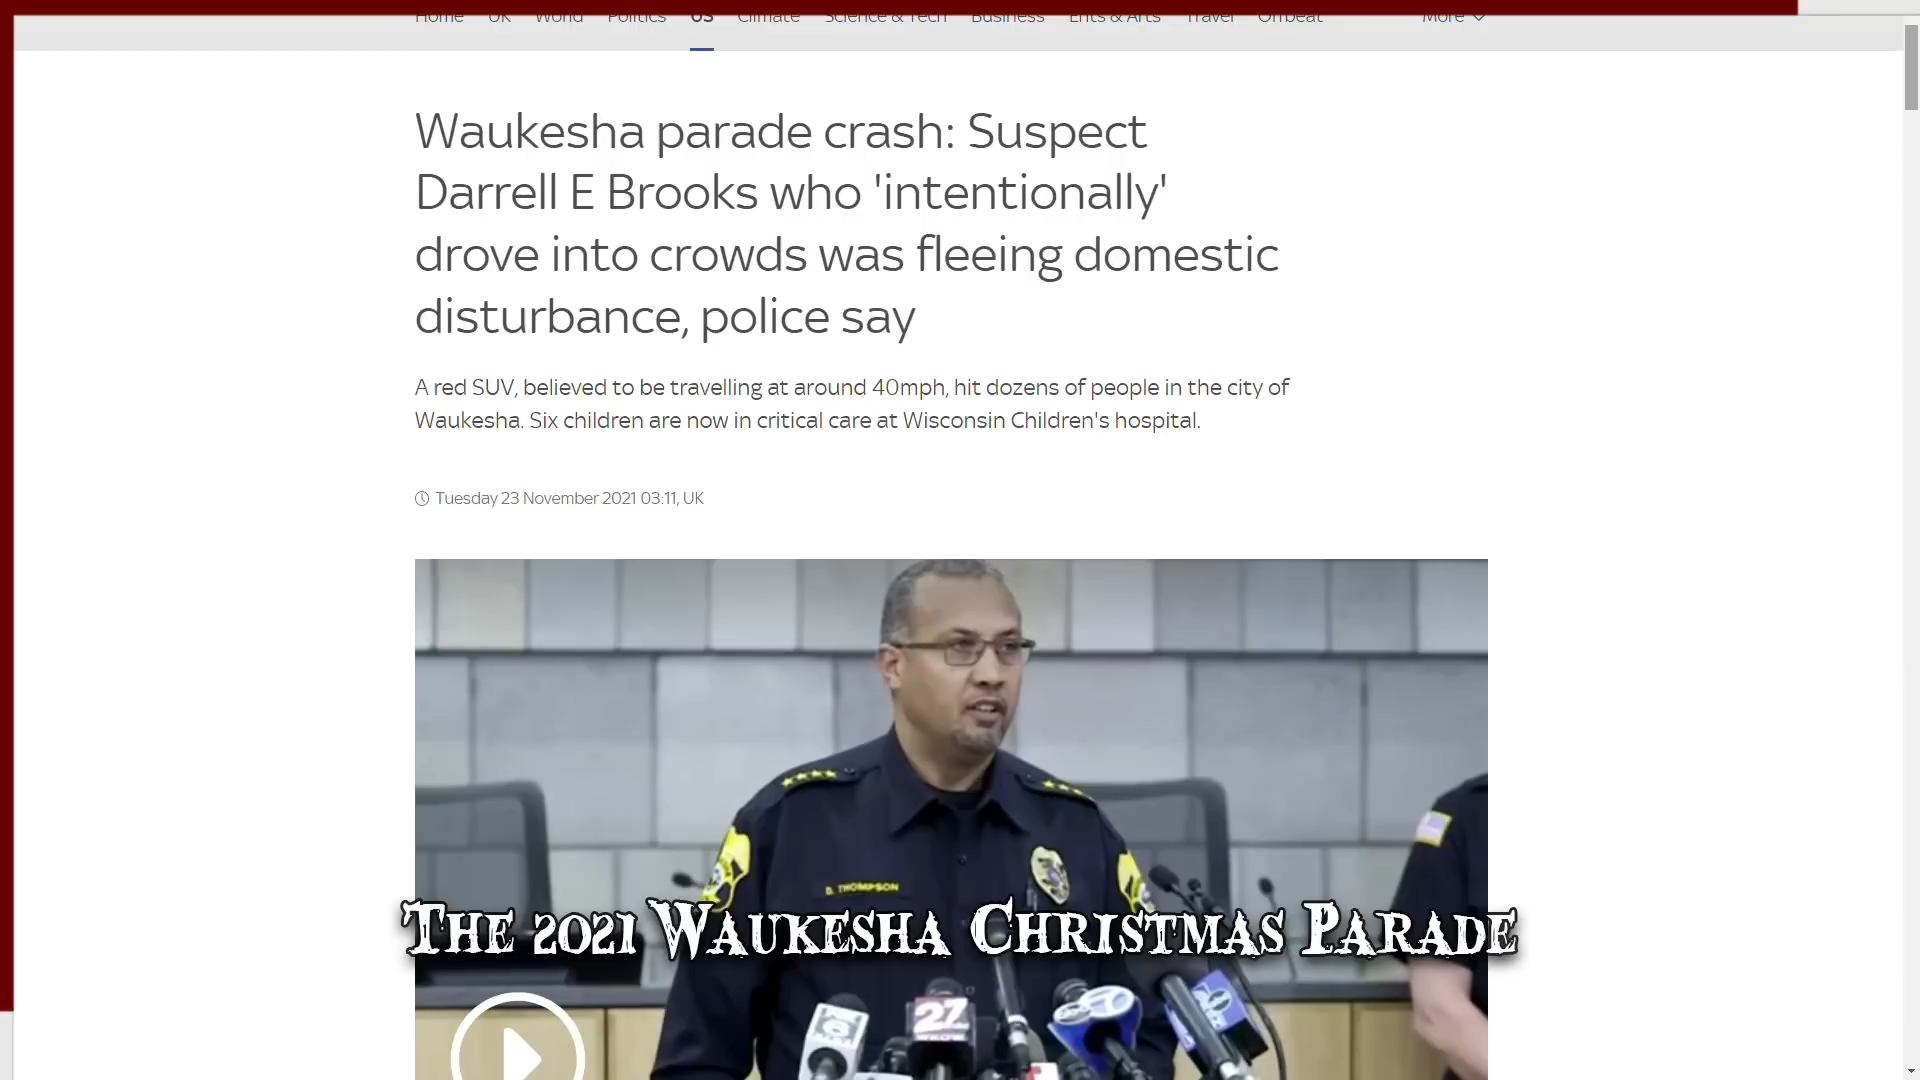 Home UK World Politics US Climate Science & Tech Business Ents & Arts Travel Offbeat More
Waukesha parade crash: Suspect
Darrell E Brooks who 'intentionally'
drove into crowds was fleeing domestic
disturbance, police say
A red SUV, believed to be travelling at around 40mph, hit dozens of people in the city of
Waukesha. Six children are now in critical care at Wisconsin Children's hospital.
Tuesday 23 November 2021 03:11, UK
D. THOMPSON
The 2021 Waukesha Christmas Parade
6
27